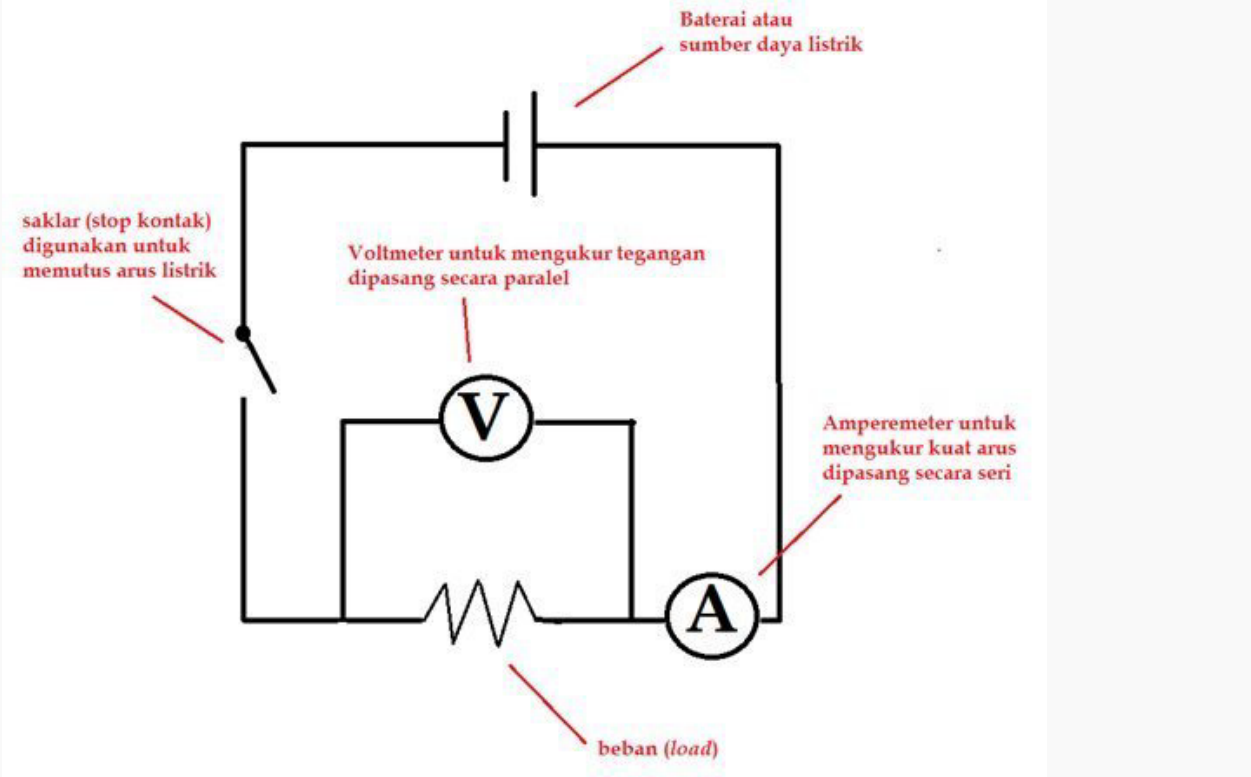 Baterai atau
sumber daya listrik
saklar (stop kontak)
digunakan untuk
memutus arus listrik
Voltmeter untuk mengukur tegangan
dipasang secara paralel
V
Amperemeter untuk
mengukur kuat arus
dipasang secara seri
A
beban (load)